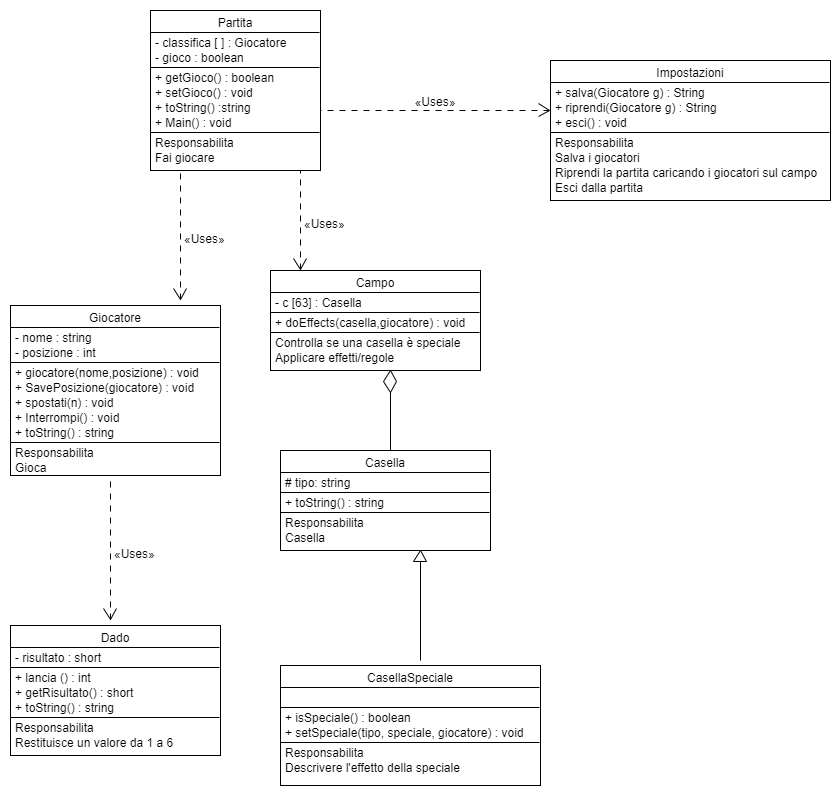 Partita
- classifica [ ] : Giocatore
- gioco : boolean
+ getGioco() : boolean
+ setGioco() : void
+ toString() :string
+ Main() : void
Responsabilita
Fai giocare
«Uses»
Impostazioni
+ salva(Giocatore g) : String
+ riprendi(Giocatore g) : String
+ esci() : void
Responsabilita
Salva i giocatori
Riprendi la partita caricando i giocatori sul campo
Esci dalla partita
«Uses»
«Uses»
Giocatore
- nome : string
- posizione : int
+ giocatore(nome,posizione) : void
+ SavePosizione(giocatore) : void
+ spostati(n) : void
+ Interrompi() : void
+ toString() : string
Responsabilita
Gioca
Campo
- c [63] : Casella
+ doEffects(casella,giocatore) : void
Controlla se una casella è speciale
Applicare effetti/regole
Casella
# tipo: string
+ toString() : string
Responsabilita
Casella
«Uses»
Dado
- risultato : short
+ lancia () : int
+ getRisultato() : short
+ toString() : string
Responsabilita
Restituisce un valore da 1 a 6
CasellaSpeciale
+ isSpeciale() : boolean
+ setSpeciale(tipo, speciale, giocatore) : void
Responsabilita
Descrivere l'effetto della speciale